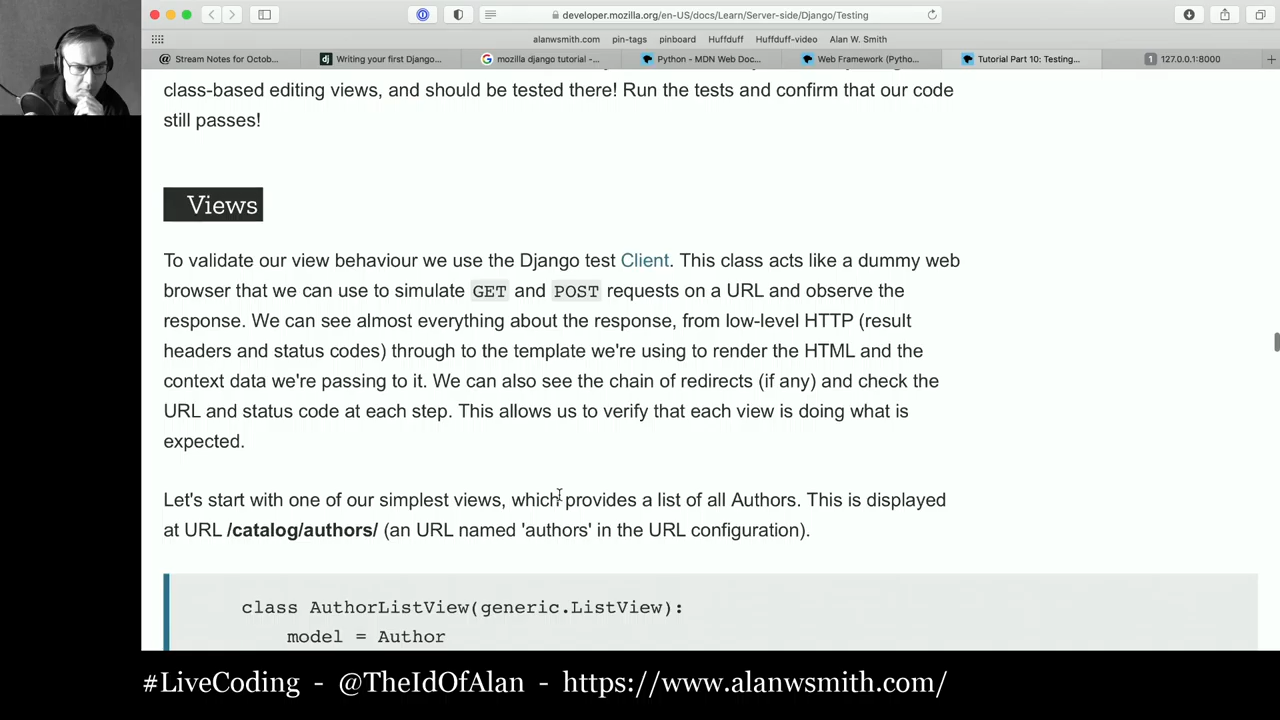 developer.mozilla.org/en-US/docs/Learn/Server-side/Django/Testing
alanwsmith.com pin-tags pinboard Huffduff Huffduff-video Alan W. Smith
Stream Notes for Octob... Writing your first Django... mozilla django tutorial -... Python - MDN Web Doc... Web Framework (Pytho... Tutorial Part 10: Testing... 1 127.0.0.1:8000
class-based editing views, and should be tested there! Run the tests and confirm that our code
still passes!
Views
To validate our view behaviour we use the Django test Client. This class acts like a dummy web
browser that we can use to simulate GET and POST requests on a URL and observe the
response. We can see almost everything about the response, from low-level HTTP (result
headers and status codes) through to the template we're using to render the HTML and the
context data we're passing to it. We can also see the chain of redirects (if any) and check the
URL and status code at each step. This allows us to verify that each view is doing what is
expected.
Let's start with one of our simplest views, which provides a list of all Authors. This is displayed
at URL /catalog/authors/ (an URL named 'authors' in the URL configuration).
class AuthorListView(generic.ListView):
model = Author
#LiveCoding - @TheIdOfAlan - https://www.alanwsmith.com/